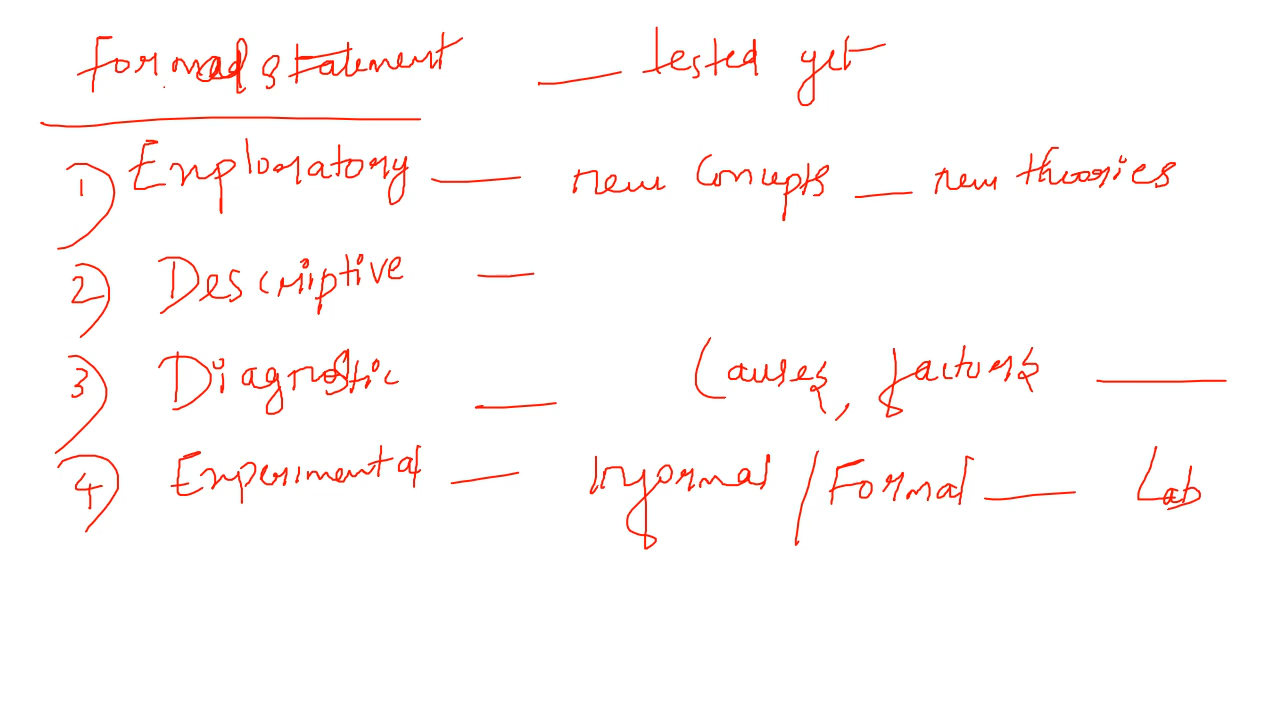 Formal statement — tested yet
1) Exploratory — new concepts — new theories
2) Descriptive —
3) Diagnostic — Causes, factors —
4) Experimental — Informal / Formal — Lab